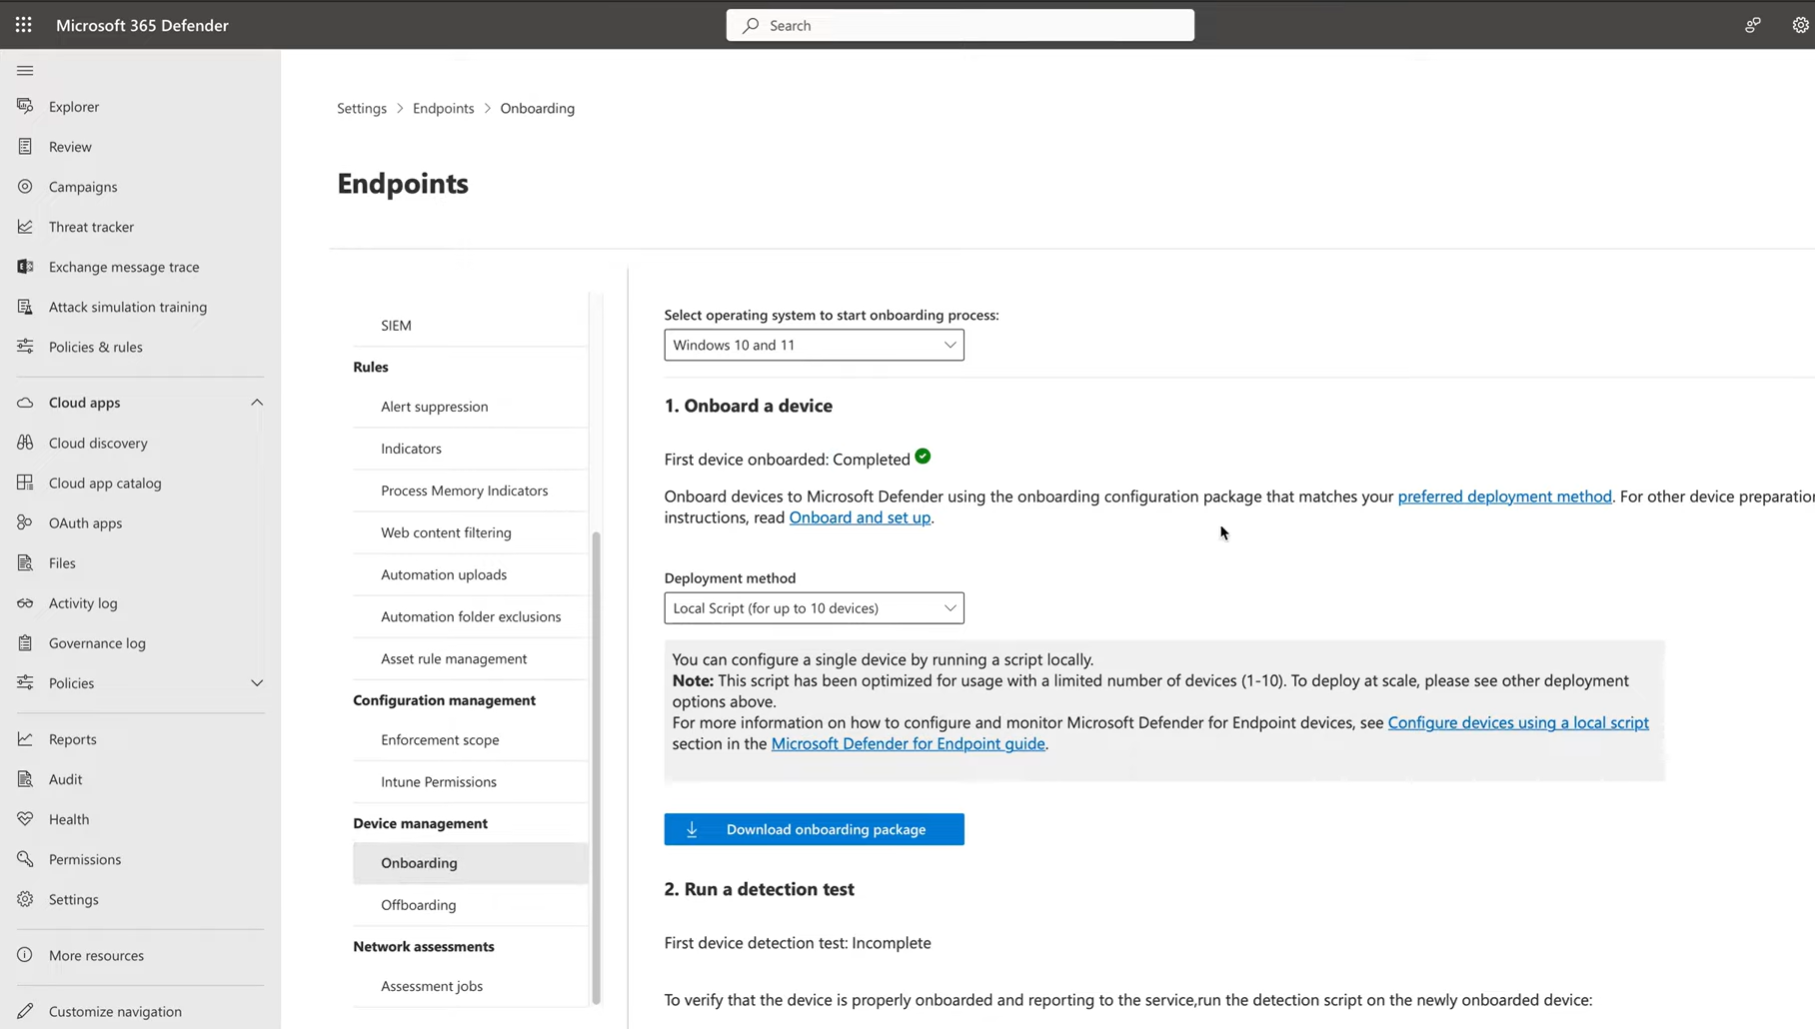 Microsoft 365 Defender
Search
Explorer
Review
Campaigns
Threat tracker
Exchange message trace
Attack simulation training
Policies & rules
Cloud apps
Cloud discovery
Cloud app catalog
OAuth apps
Files
Activity log
Governance log
Policies
Reports
Audit
Health
Permissions
Settings
More resources
Customize navigation
Settings > Endpoints > Onboarding
Endpoints
SIEM
Rules
Alert suppression
Indicators
Process Memory Indicators
Web content filtering
Automation uploads
Automation folder exclusions
Asset rule management
Configuration management
Enforcement scope
Intune Permissions
Device management
Onboarding
Offboarding
Network assessments
Assessment jobs
Select operating system to start onboarding process:
Windows 10 and 11
1. Onboard a device
First device onboarded: Completed
Onboard devices to Microsoft Defender using the onboarding configuration package that matches your preferred deployment method. For other device preparation
instructions, read Onboard and set up.
Deployment method
Local Script (for up to 10 devices)
You can configure a single device by running a script locally.
Note: This script has been optimized for usage with a limited number of devices (1-10). To deploy at scale, please see other deployment
options above.
For more information on how to configure and monitor Microsoft Defender for Endpoint devices, see Configure devices using a local script
section in the Microsoft Defender for Endpoint guide.
Download onboarding package
2. Run a detection test
First device detection test: Incomplete
To verify that the device is properly onboarded and reporting to the service,run the detection script on the newly onboarded device: